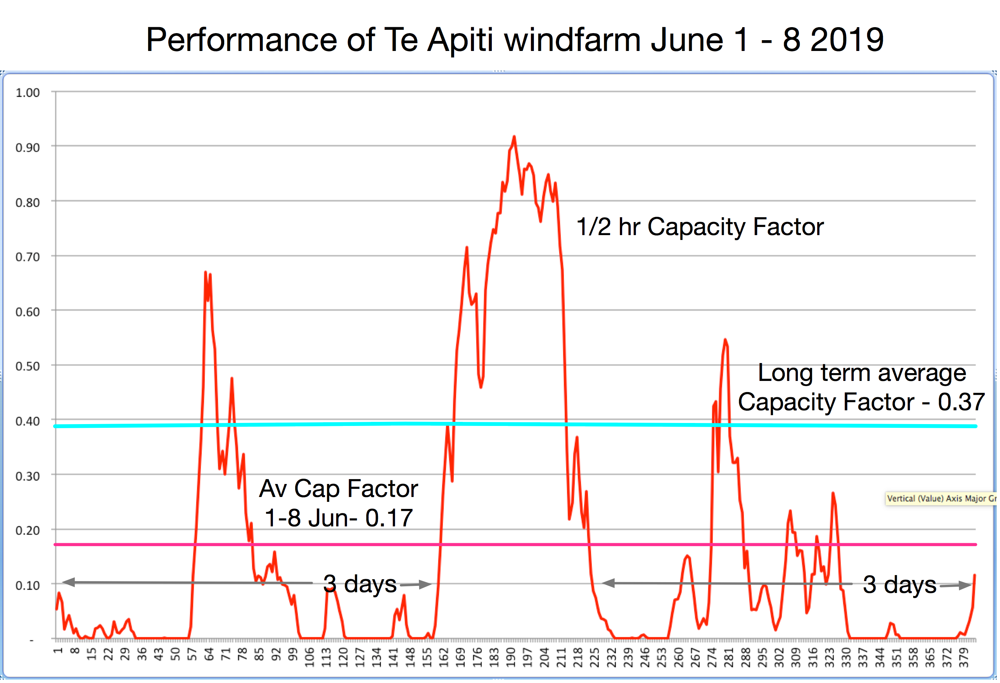 Performance of Te Apiti windfarm June 1 - 8 2019
1.00
0.90
0.80
0.70
0.60
0.50
0.40
0.30
0.20
0.10
-
1/2 hr Capacity Factor
Long term average
Capacity Factor - 0.37
Av Cap Factor
1-8 Jun- 0.17
Vertical (Value) Axis Major Gr
3 days
3 days
1 8 15 22 29 36 43 50 57 64 71 78 85 92 99 106 113 120 127 134 141 148 155 162 169 176 183 190 197 204 211 218 225 232 239 246 253 260 267 274 281 288 295 302 309 316 323 330 337 344 351 358 365 372 379